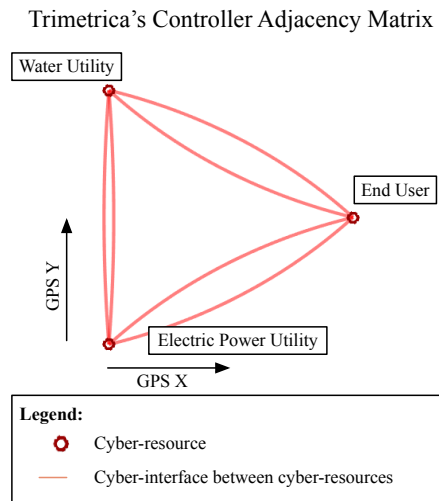 Trimetrica's Controller Adjacency Matrix
Water Utility
End User
GPS Y
Electric Power Utility
GPS X
Legend:
Cyber-resource
Cyber-interface between cyber-resources